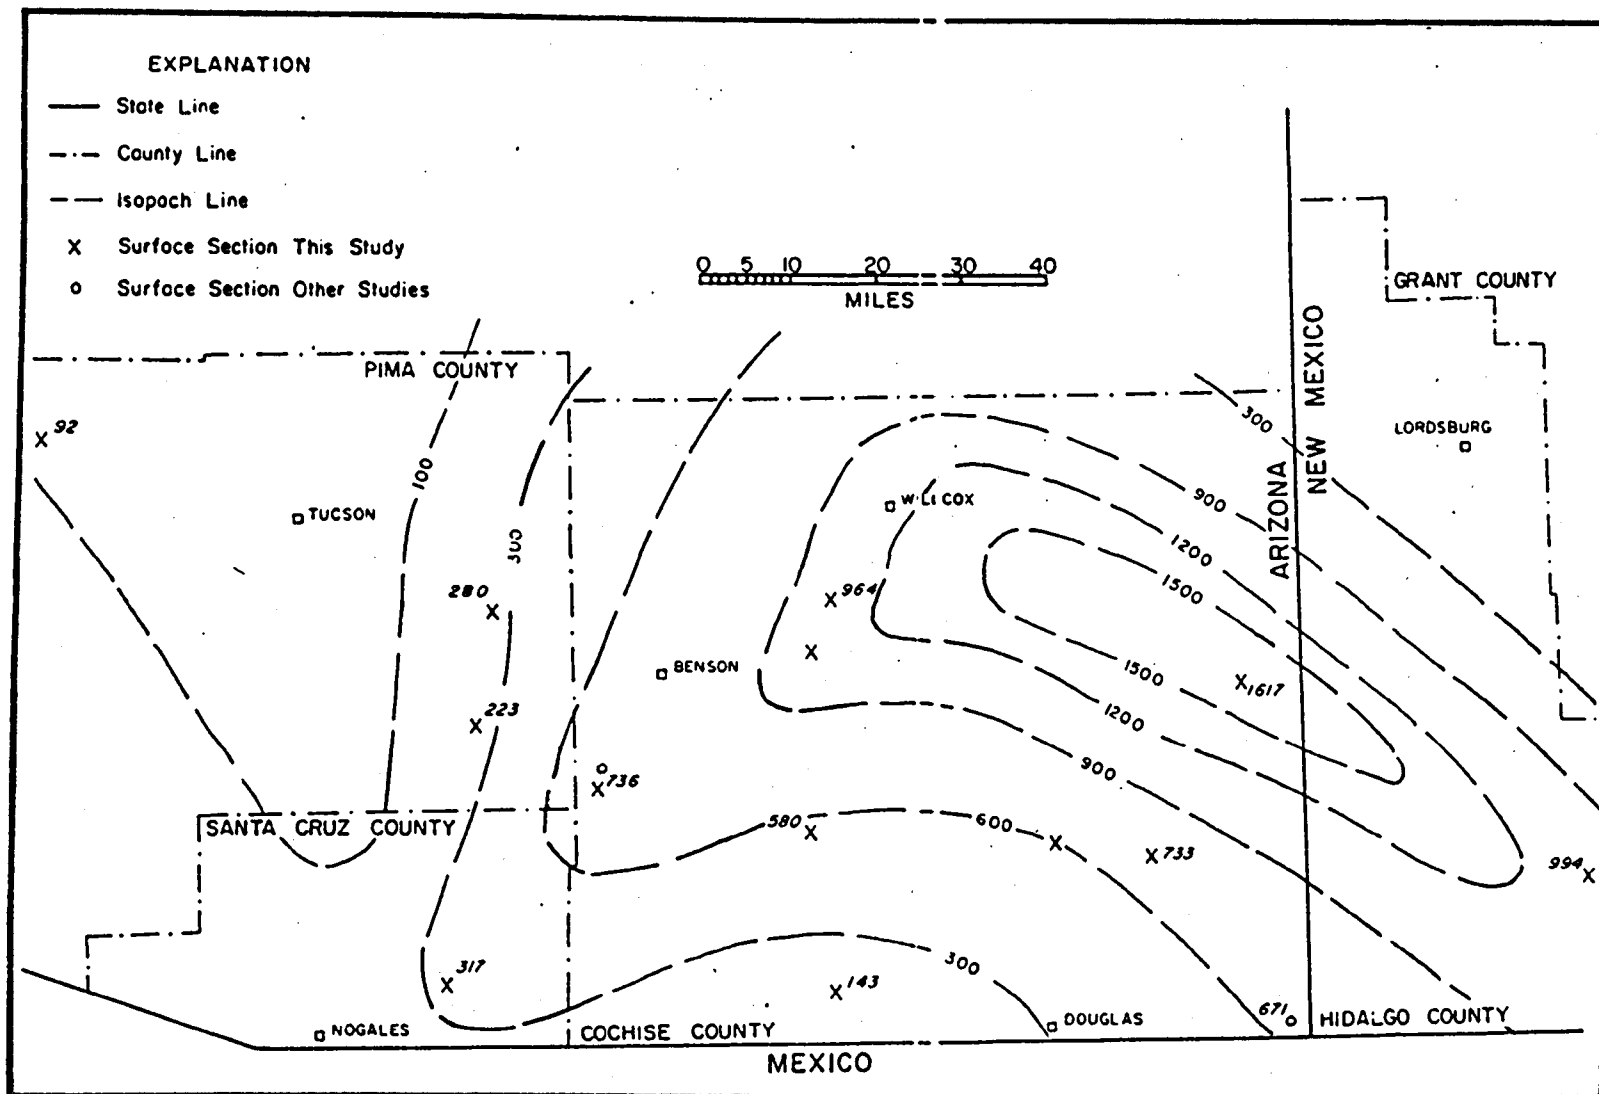 EXPLANATION
State Line
County Line
Isopach Line
X Surface Section This Study
o Surface Section Other Studies
0 5 10 20 30 40
MILES
GRANT COUNTY
PIMA COUNTY
ARIZONA
NEW MEXICO
300
LORDSBURG
92
100
TUCSON
300
WILLCOX
900
1200
1500
280
964
BENSON
1500
1617
1200
223
900
736
580
600
733
994
SANTA CRUZ COUNTY
317
143
300
671
NOGALES
COCHISE COUNTY
DOUGLAS
HIDALGO COUNTY
MEXICO